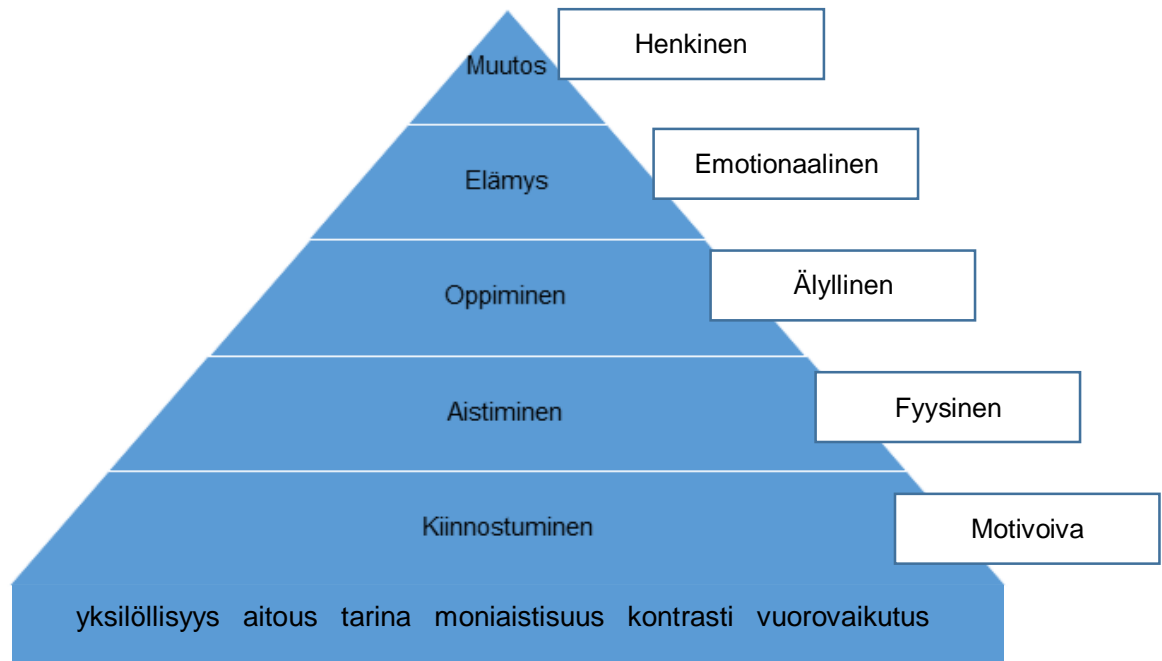 Henkinen
Muutos
Emotionaalinen
Elämys
Älyllinen
Oppiminen
Fyysinen
Aistiminen
Motivoiva
Kiinnostuminen
yksilöllisyys aitous tarina moniaistisuus kontrasti vuorovaikutus